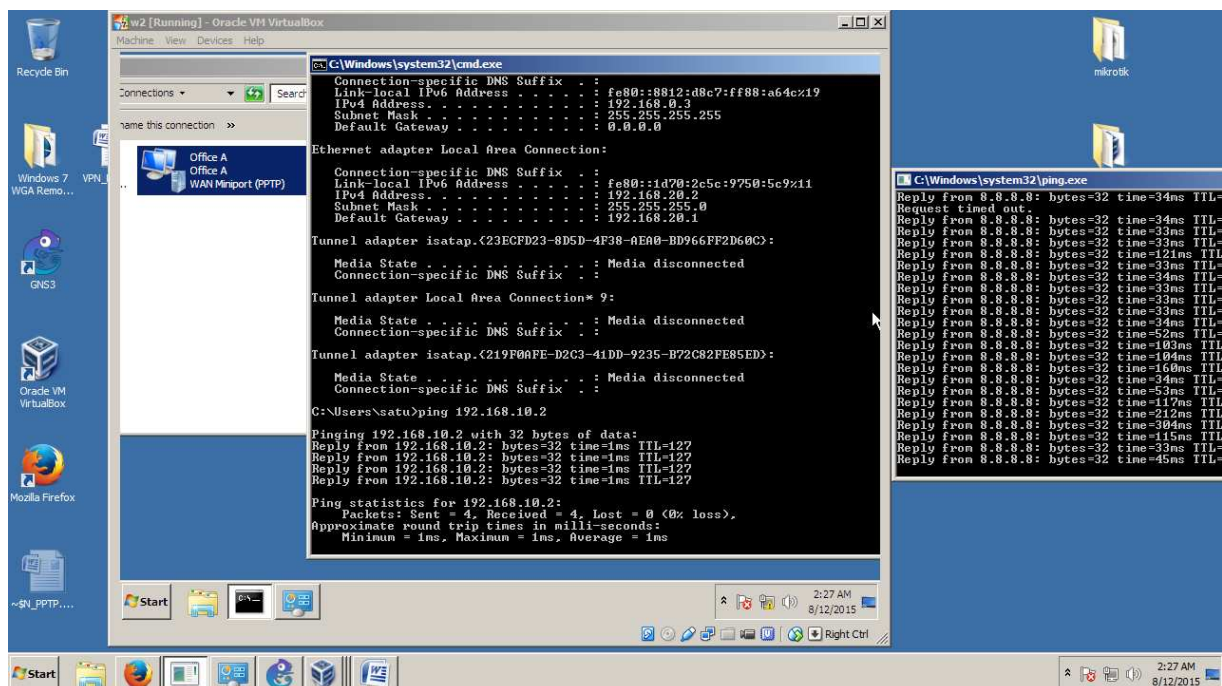 Recycle Bin
Windows 7
WGA Remo...
GNS3
Oracle VM
VirtualBox
Mozilla Firefox
~$N_PPTP....
w2 [Running] - Oracle VM VirtualBox
Machine View Devices Help
Connections
Search
name this connection »
Office A
Office A
WAN Miniport (PPTP)
C:\Windows\system32\cmd.exe
Connection-specific DNS Suffix . :
Link-local IPv6 Address . . . . . : fe80::8812:d8c7:ff88:a64c%19
IPv4 Address. . . . . . . . . . . : 192.168.0.3
Subnet Mask . . . . . . . . . . . : 255.255.255.255
Default Gateway . . . . . . . . . : 0.0.0.0
Ethernet adapter Local Area Connection:
Connection-specific DNS Suffix . :
Link-local IPv6 Address . . . . . : fe80::1d70:2c5c:9750:5c9%11
IPv4 Address. . . . . . . . . . . : 192.168.20.2
Subnet Mask . . . . . . . . . . . : 255.255.255.0
Default Gateway . . . . . . . . . : 192.168.20.1
Tunnel adapter isatap.{23ECFD23-8D5D-4F38-AEA0-BD966FF2D60C}:
Media State . . . . . . . . . . . : Media disconnected
Connection-specific DNS Suffix . :
Tunnel adapter Local Area Connection* 9:
Media State . . . . . . . . . . . : Media disconnected
Connection-specific DNS Suffix . :
Tunnel adapter isatap.{219F0AFE-D2C3-41DD-9235-B72C82FE85ED}:
Media State . . . . . . . . . . . : Media disconnected
Connection-specific DNS Suffix . :
C:\Users\satu>ping 192.168.10.2
Pinging 192.168.10.2 with 32 bytes of data:
Reply from 192.168.10.2: bytes=32 time=1ms TTL=127
Reply from 192.168.10.2: bytes=32 time=1ms TTL=127
Reply from 192.168.10.2: bytes=32 time=1ms TTL=127
Reply from 192.168.10.2: bytes=32 time=1ms TTL=127
Ping statistics for 192.168.10.2:
Packets: Sent = 4, Received = 4, Lost = 0 (0% loss),
Approximate round trip times in milli-seconds:
Minimum = 1ms, Maximum = 1ms, Average = 1ms
Start
2:27 AM
8/12/2015
Right Ctrl
mikrotik
C:\Windows\system32\ping.exe
Reply from 8.8.8.8: bytes=32 time=34ms TTL=
Request timed out.
Reply from 8.8.8.8: bytes=32 time=34ms TTL=
Reply from 8.8.8.8: bytes=32 time=33ms TTL=
Reply from 8.8.8.8: bytes=32 time=33ms TTL=
Reply from 8.8.8.8: bytes=32 time=121ms TTL
Reply from 8.8.8.8: bytes=32 time=33ms TTL=
Reply from 8.8.8.8: bytes=32 time=34ms TTL=
Reply from 8.8.8.8: bytes=32 time=33ms TTL=
Reply from 8.8.8.8: bytes=32 time=33ms TTL=
Reply from 8.8.8.8: bytes=32 time=33ms TTL=
Reply from 8.8.8.8: bytes=32 time=34ms TTL=
Reply from 8.8.8.8: bytes=32 time=52ms TTL=
Reply from 8.8.8.8: bytes=32 time=103ms TTL
Reply from 8.8.8.8: bytes=32 time=104ms TTL
Reply from 8.8.8.8: bytes=32 time=160ms TTL
Reply from 8.8.8.8: bytes=32 time=34ms TTL=
Reply from 8.8.8.8: bytes=32 time=53ms TTL=
Reply from 8.8.8.8: bytes=32 time=117ms TTL
Reply from 8.8.8.8: bytes=32 time=212ms TTL
Reply from 8.8.8.8: bytes=32 time=304ms TTL
Reply from 8.8.8.8: bytes=32 time=115ms TTL
Reply from 8.8.8.8: bytes=32 time=33ms TTL=
Reply from 8.8.8.8: bytes=32 time=45ms TTL=
Start
2:27 AM
8/12/2015